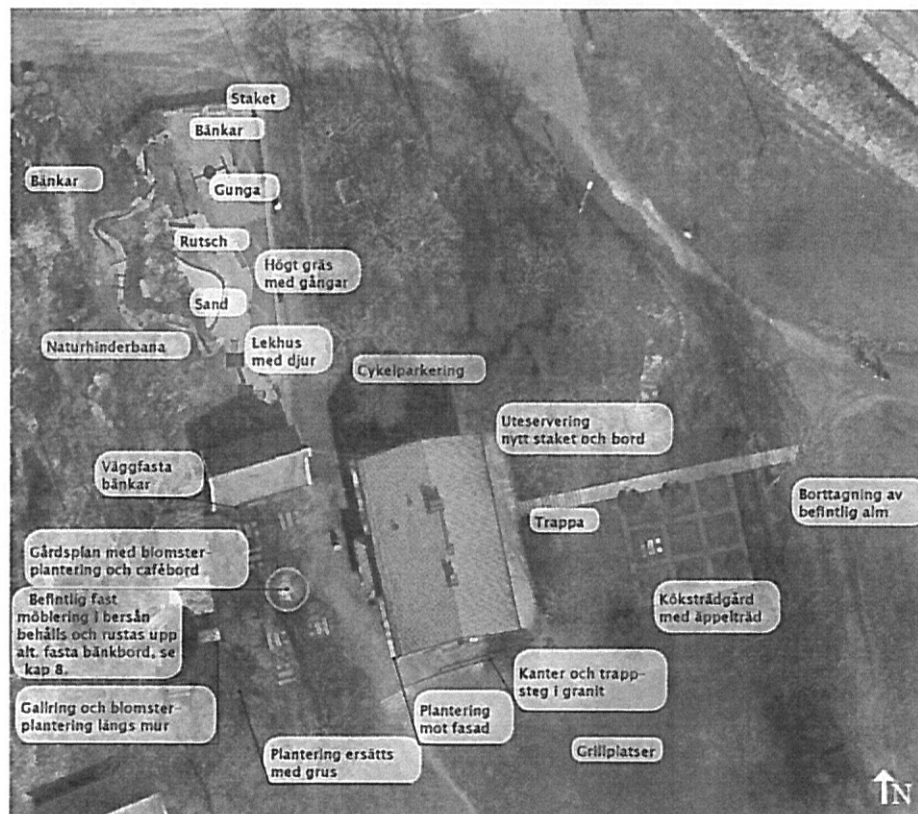 Staket
Bänkar
Bänkar
Gunga
Rutsch
Högt gräs
med gångar
Sand
Naturhinderbana
Lekhus
med djur
Cykelparkering
Uteservering
nytt staket och bord
Väggfasta
bänkar
Trappa
Borttagning av
befintlig alm
Gårdsplan med blomster-
plantering och cafébord
Köksträdgård
med äppelträd
Befintlig fast
möblering i bersån
behålls och rustas upp
alt. fasta bänkbord, se
kap 8.
Kanter och trapp-
steg i granit
Gallring och blomster-
plantering längs mur
Plantering
mot fasad
Plantering ersätts
med grus
Grillplatser
N